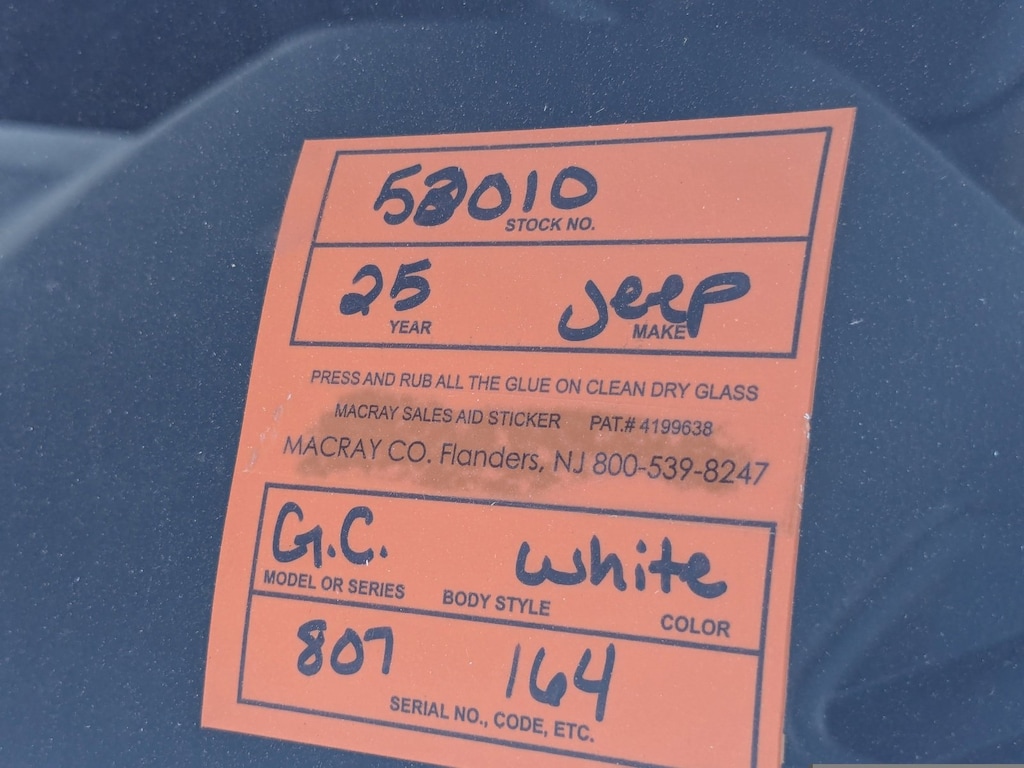 53010
STOCK NO.
25 Jeep
YEAR MAKE
PRESS AND RUB ALL THE GLUE ON CLEAN DRY GLASS
MACRAY SALES AID STICKER PAT.# 4199638
MACRAY CO. Flanders, NJ 800-539-8247
G.C. White
MODEL OR SERIES BODY STYLE COLOR
807 164
SERIAL NO., CODE, ETC.